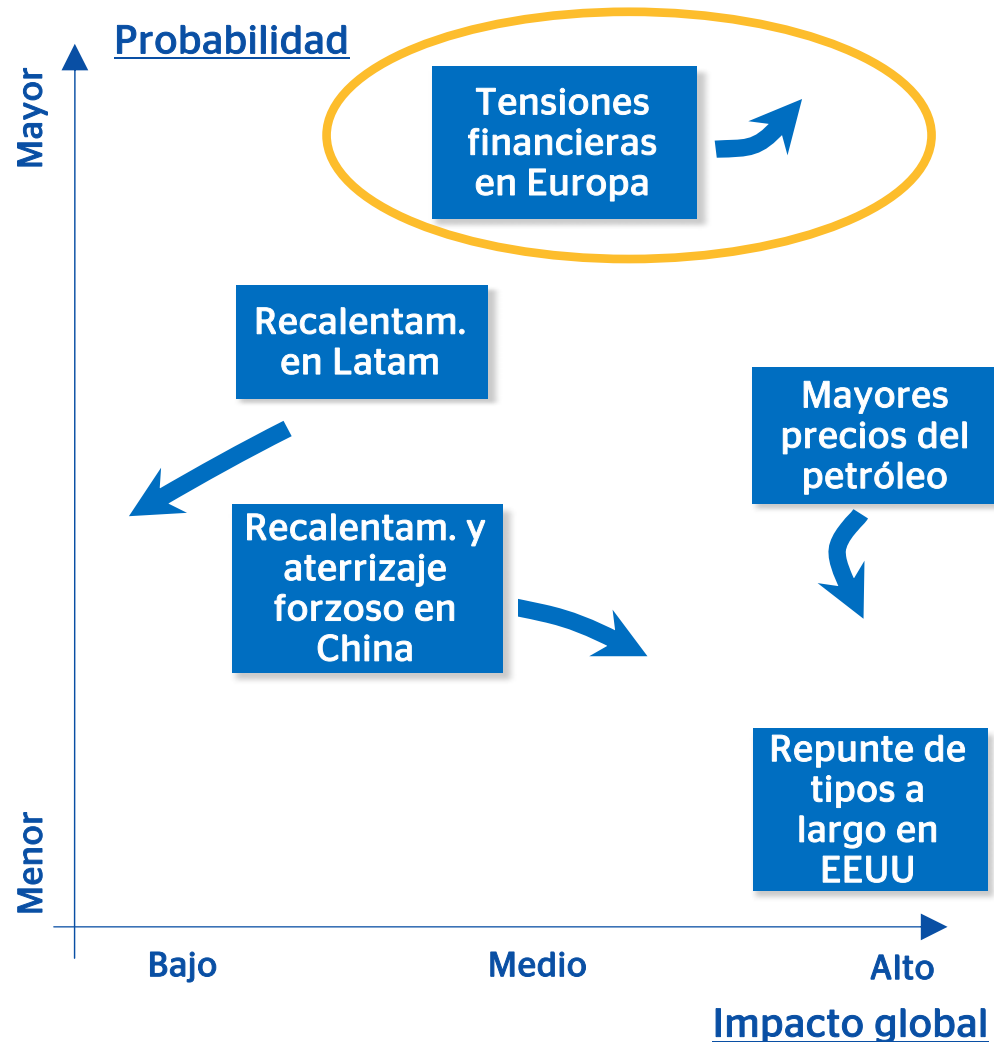 Probabilidad
Mayor
Tensiones
financieras
en Europa
Recalentam.
en Latam
Mayores
precios del
petróleo
Recalentam. y
aterrizaje
forzoso en
China
Repunte de
tipos a
largo en
EEUU
Menor
Bajo
Medio
Alto
Impacto global